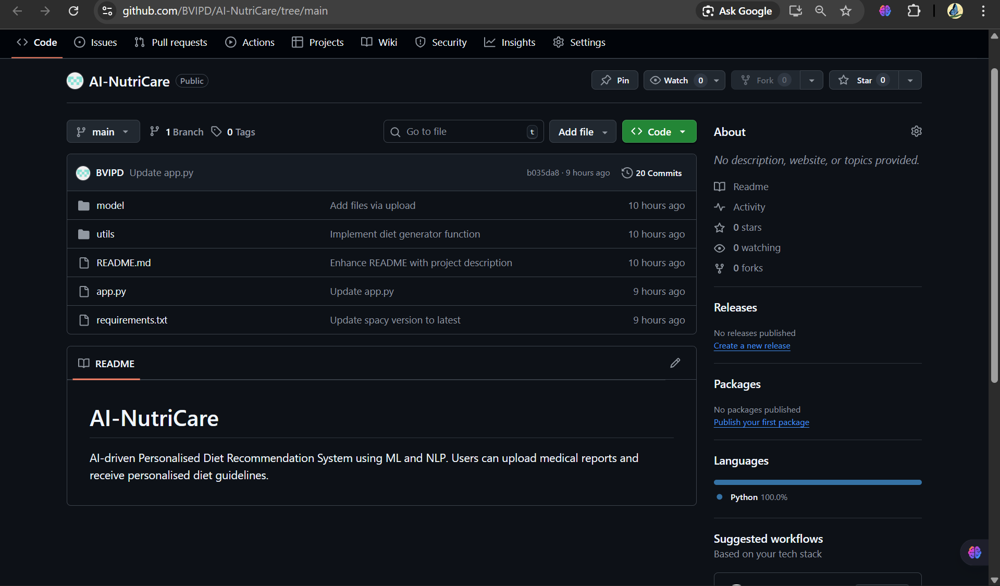 github.com/BVIPD/AI-NutriCare/tree/main
Ask Google
Code
Issues
Pull requests
Actions
Projects
Wiki
Security
Insights
Settings
AI-NutriCare
Public
Pin
Watch 0
Fork 0
Star 0
main
1 Branch
0 Tags
Go to file
t
Add file
Code
BVIPD Update app.py
b035da8 · 9 hours ago
20 Commits
model Add files via upload 10 hours ago
utils Implement diet generator function 10 hours ago
README.md Enhance README with project description 10 hours ago
app.py Update app.py 9 hours ago
requirements.txt Update spacy version to latest 9 hours ago
README
AI-NutriCare
AI-driven Personalised Diet Recommendation System using ML and NLP. Users can upload medical reports and
receive personalised diet guidelines.
About
No description, website, or topics provided.
Readme
Activity
0 stars
0 watching
0 forks
Releases
No releases published
Create a new release
Packages
No packages published
Publish your first package
Languages
Python 100.0%
Suggested workflows
Based on your tech stack